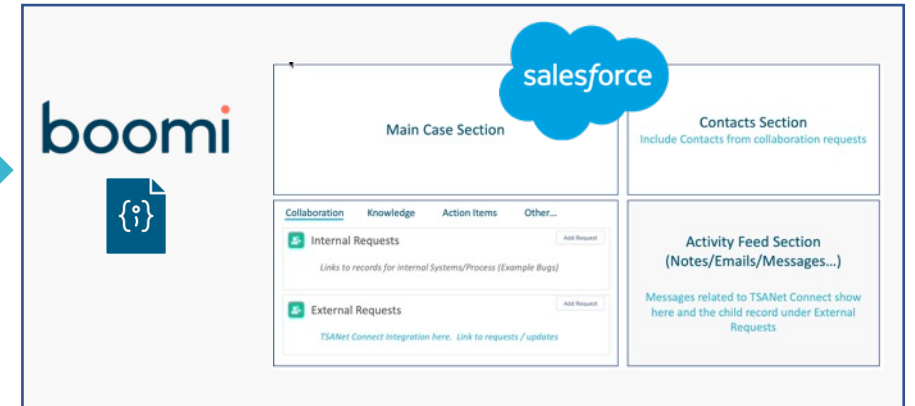 boomi
{;}
salesforce
Main Case Section
Contacts Section
Include Contacts from collaboration requests
Collaboration Knowledge Action Items Other...
Internal Requests
Add Request
Links to records for internal Systems/Process (Example Bugs)
External Requests
Add Request
TSANet Connect Integration here. Link to requests / updates
Activity Feed Section
(Notes/Emails/Messages...)
Messages related to TSANet Connect show
here and the child record under External
Requests